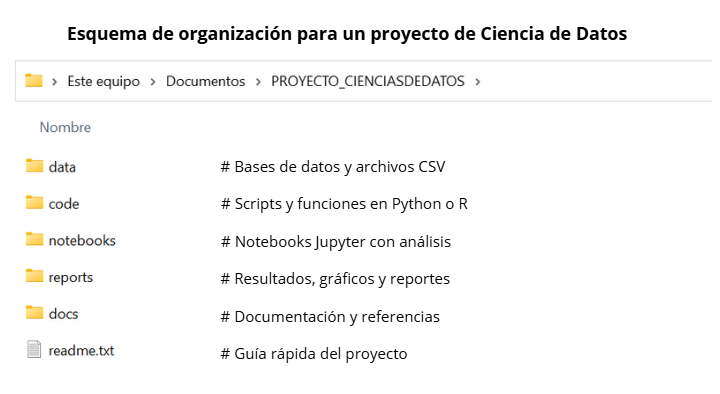 Esquema de organización para un proyecto de Ciencia de Datos
Este equipo > Documentos > PROYECTO_CIENCIASDEDATOS >
Nombre
data # Bases de datos y archivos CSV
code # Scripts y funciones en Python o R
notebooks # Notebooks Jupyter con análisis
reports # Resultados, gráficos y reportes
docs # Documentación y referencias
readme.txt # Guía rápida del proyecto